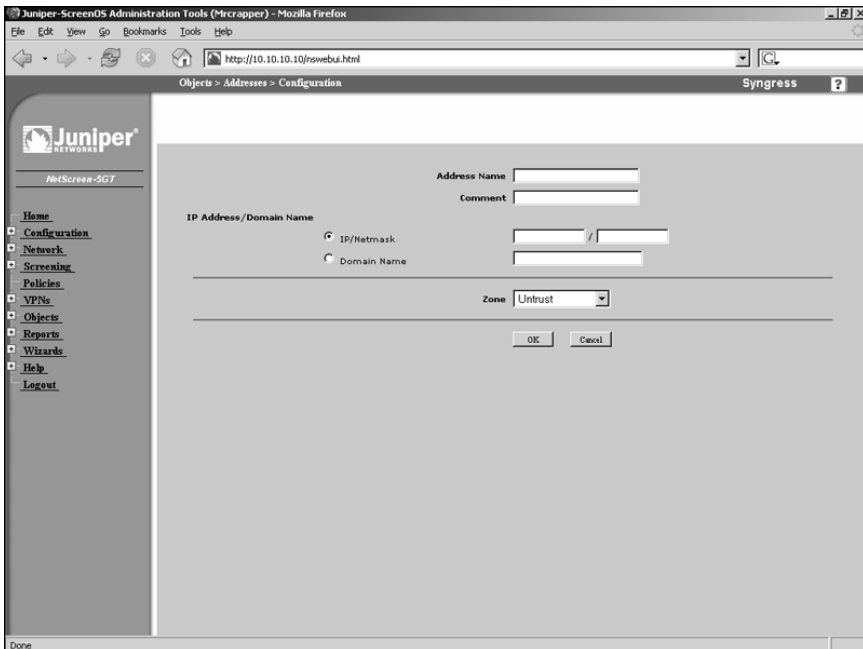 Juniper-ScreenOS Administration Tools (Mrcrapper) - Mozilla Firefox
File Edit View Go Bookmarks Tools Help
http://10.10.10.10/nswebui.html
G
Objects > Addresses > Configuration Syngress ?
Juniper®
NETWORKS
NetScreen-5GT
Home
Configuration
Network
Screening
Policies
VPNs
Objects
Reports
Wizards
Help
Logout
Address Name
Comment
IP Address/Domain Name
IP/Netmask /
Domain Name
Zone Untrust
OK Cancel
Done